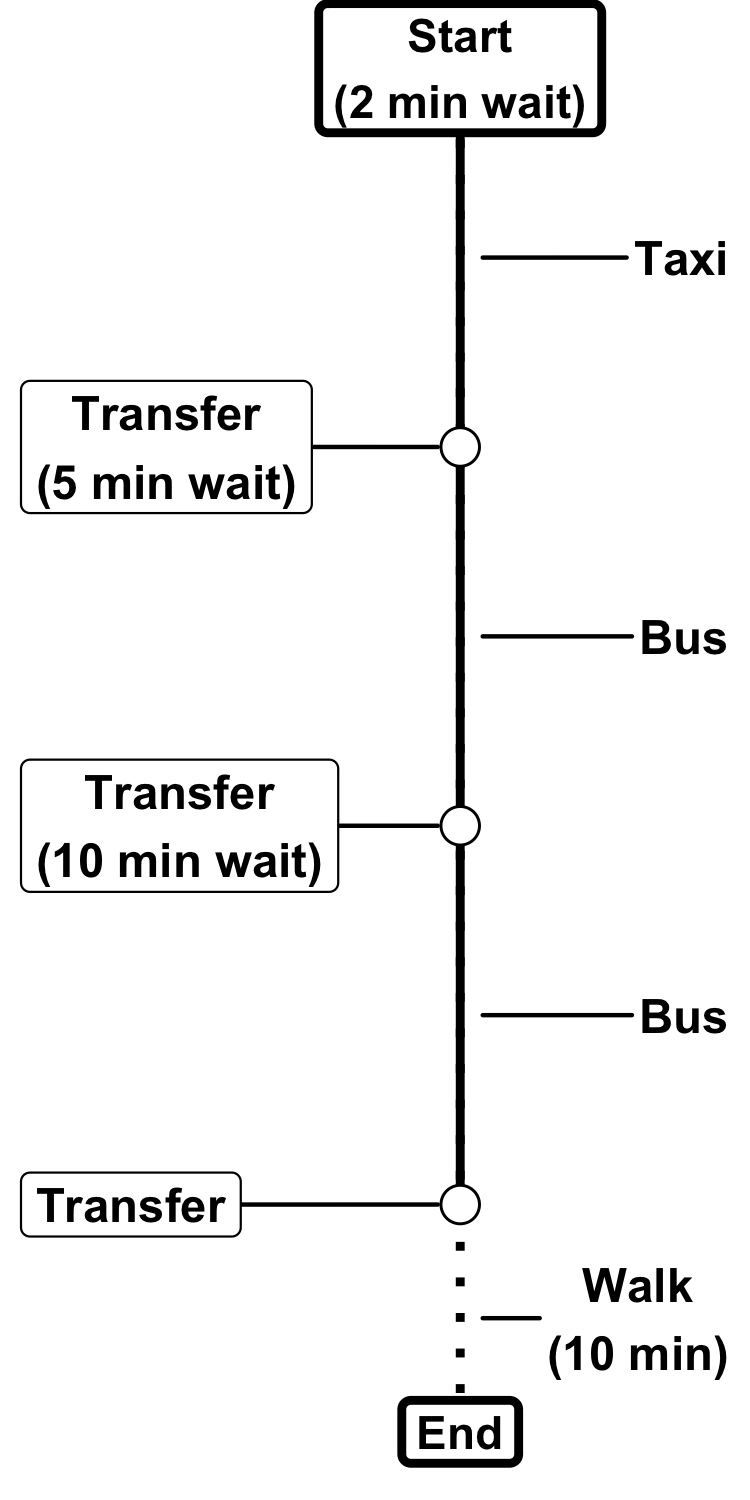 Start
(2 min wait)
Taxi
Transfer
(5 min wait)
Bus
Transfer
(10 min wait)
Bus
Transfer
Walk
(10 min)
End